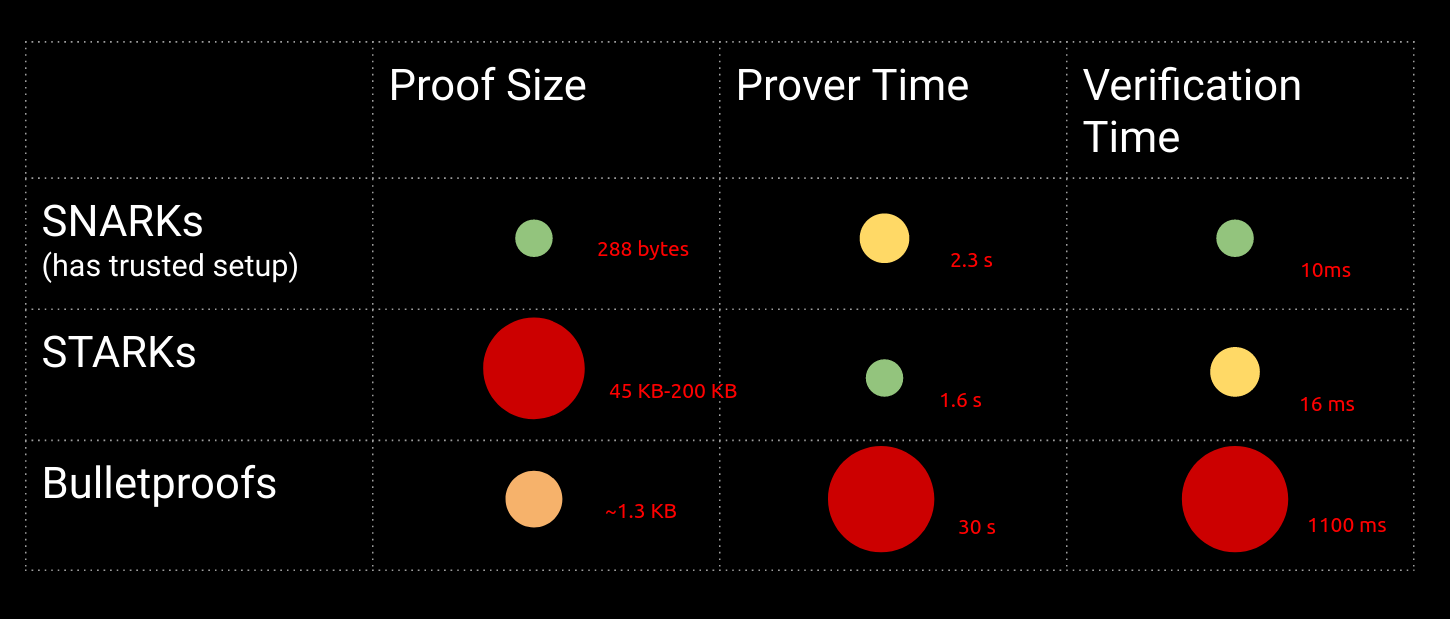 Proof Size
Prover Time
Verification
Time
SNARKs
(has trusted setup)
288 bytes
2.3 s
10ms
STARKs
45 KB-200 KB
1.6 s
16 ms
Bulletproofs
~1.3 KB
30 s
1100 ms